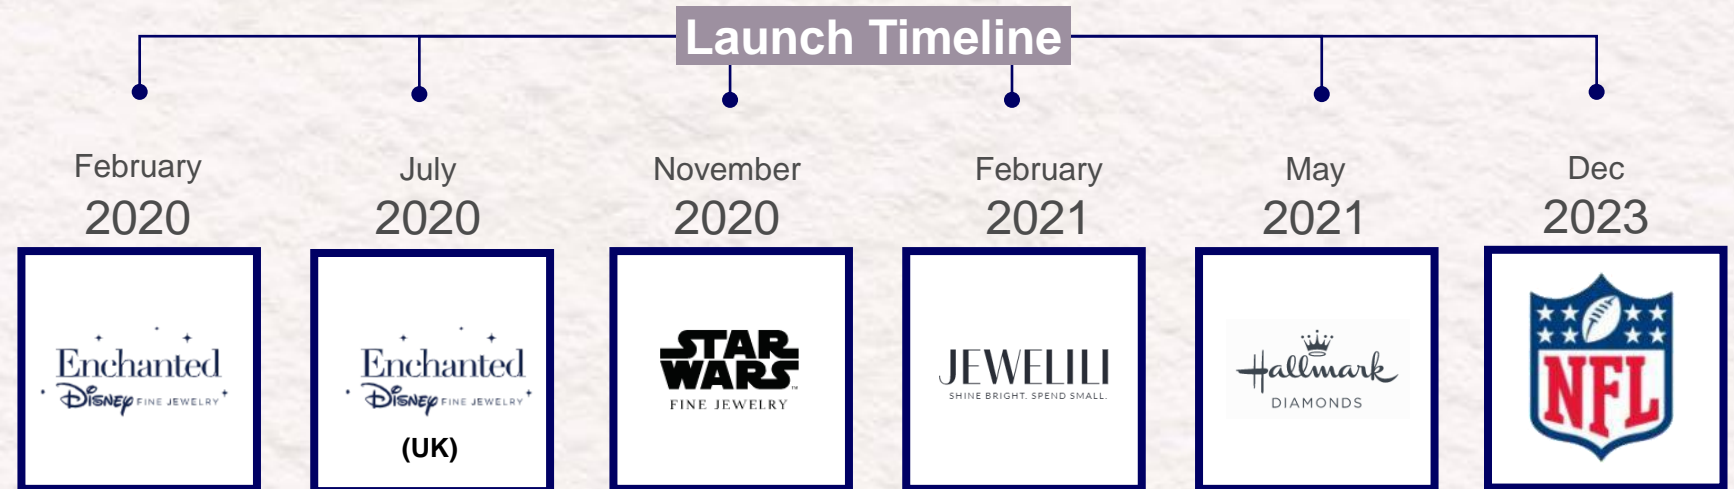 Launch Timeline
February
2020
Enchanted
Disney FINE JEWELRY
July
2020
Enchanted
Disney FINE JEWELRY
(UK)
November
2020
STAR
WARS™
FINE JEWELRY
February
2021
JEWELILI
SHINE BRIGHT. SPEND SMALL.
May
2021
Hallmark
DIAMONDS
Dec
2023
NFL